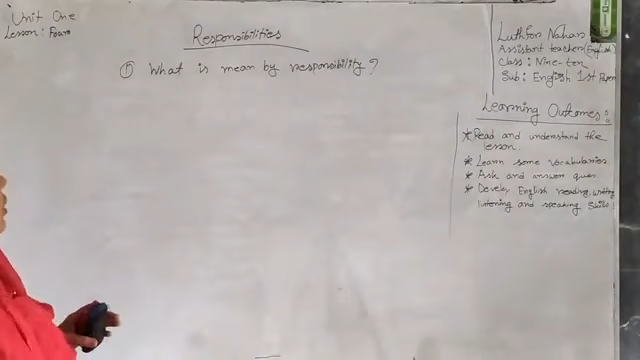 Unit One
Lesson: Four
Responsibilities
① What is mean by responsibility?
Luthfon Nahar
Assistant teacher (English)
Class: Nine-ten
Sub: English 1st Paper
Learning Outcomes:
* Read and understand the
lesson.
* Learn some vocabularies
* Ask and answer ques.
* Develop English reading, writing
listening and speaking skills